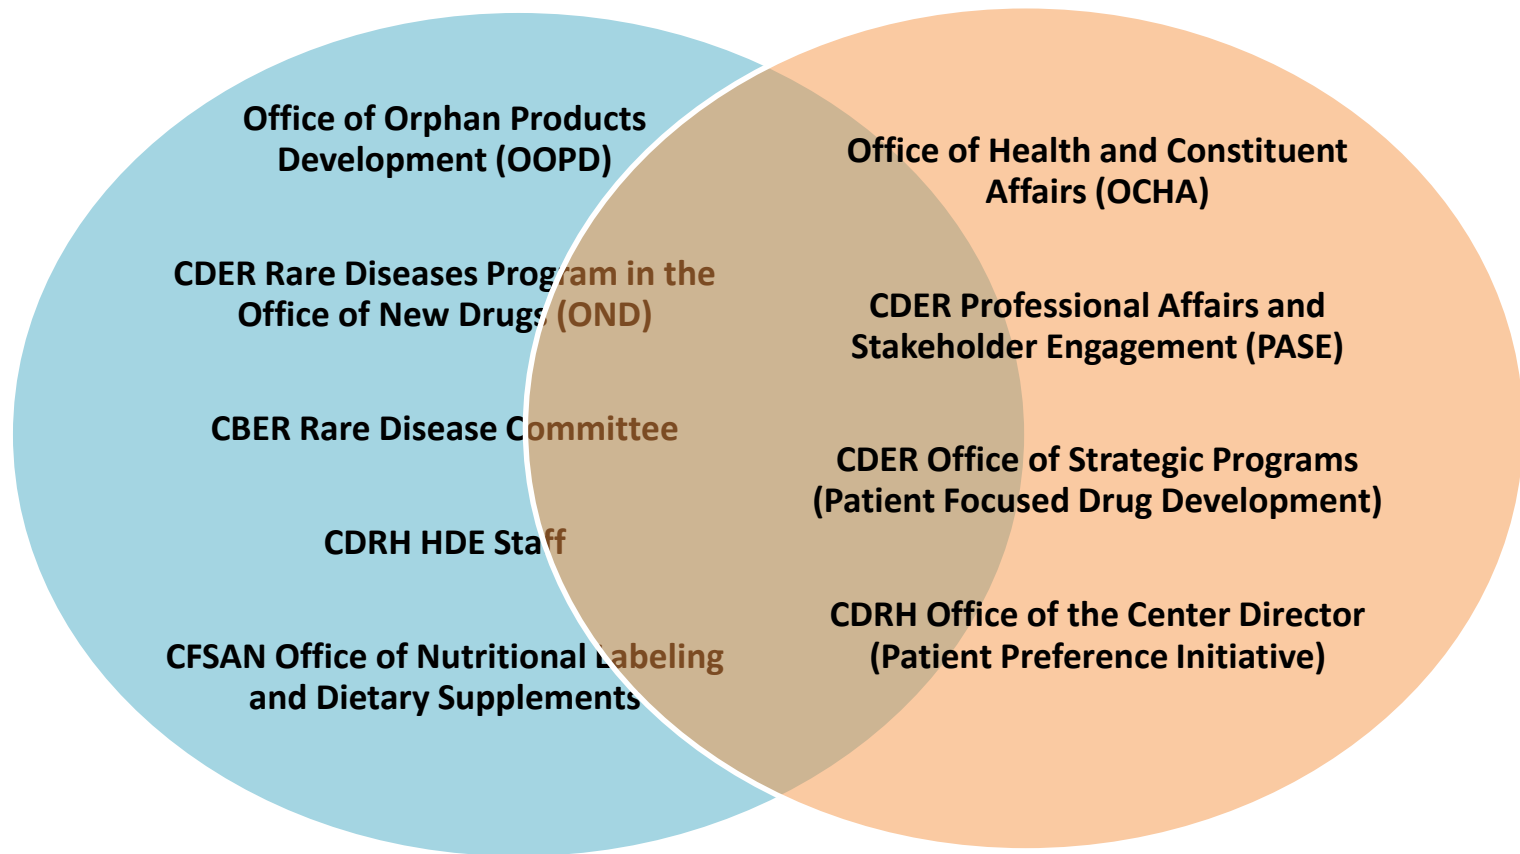 Office of Orphan Products
Development (OOPD)
CDER Rare Diseases Program in the
Office of New Drugs (OND)
CBER Rare Disease Committee
CDRH HDE Staff
CFSAN Office of Nutritional Labeling
and Dietary Supplements
Office of Health and Constituent
Affairs (OCHA)
CDER Professional Affairs and
Stakeholder Engagement (PASE)
CDER Office of Strategic Programs
(Patient Focused Drug Development)
CDRH Office of the Center Director
(Patient Preference Initiative)